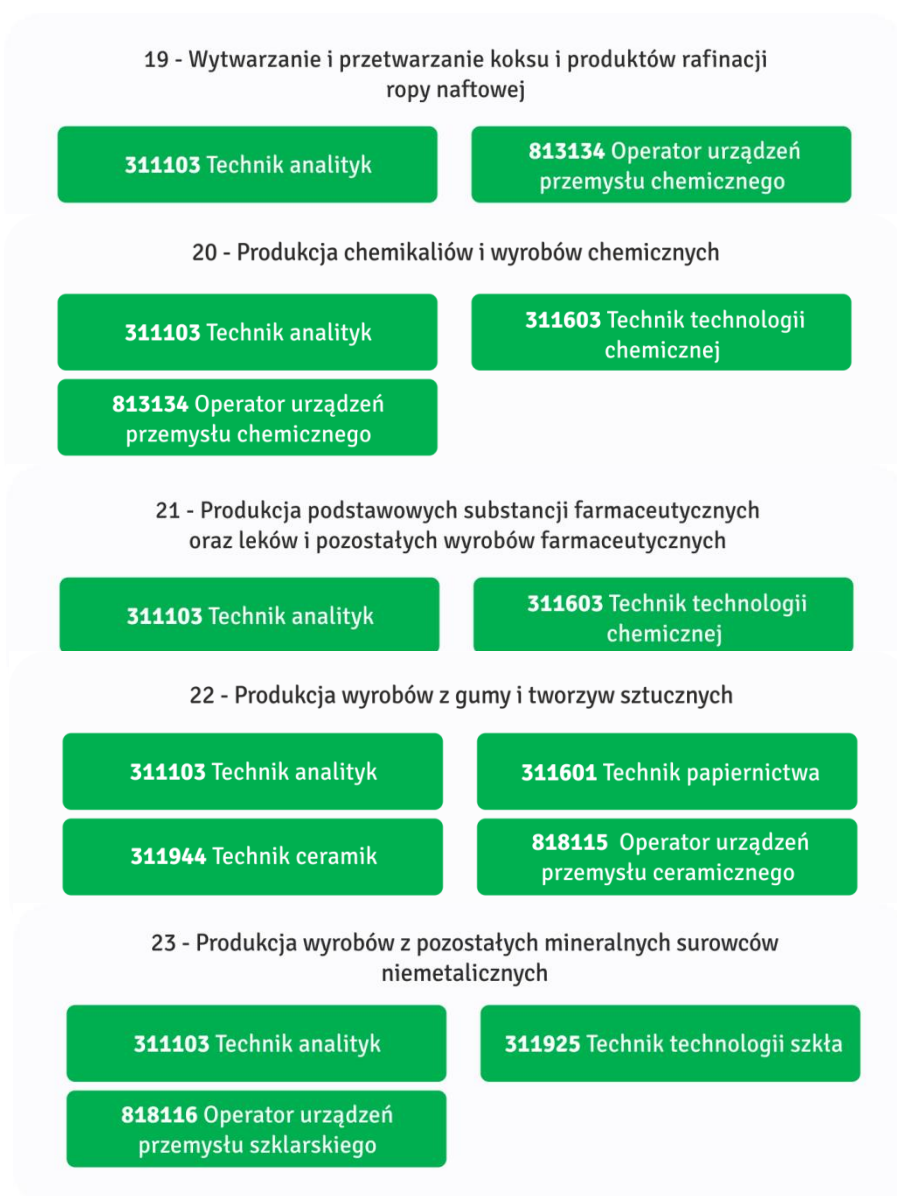 19 - Wytwarzanie i przetwarzanie koksu i produktów rafinacji
ropy naftowej
311103 Technik analityk
813134 Operator urządzeń
przemysłu chemicznego
20 - Produkcja chemikaliów i wyrobów chemicznych
311103 Technik analityk
311603 Technik technologii
chemicznej
813134 Operator urządzeń
przemysłu chemicznego
21 - Produkcja podstawowych substancji farmaceutycznych
oraz leków i pozostałych wyrobów farmaceutycznych
311103 Technik analityk
311603 Technik technologii
chemicznej
22 - Produkcja wyrobów z gumy i tworzyw sztucznych
311103 Technik analityk
311601 Technik papiernictwa
311944 Technik ceramik
818115 Operator urządzeń
przemysłu ceramicznego
23 - Produkcja wyrobów z pozostałych mineralnych surowców
niemetalicznych
311103 Technik analityk
311925 Technik technologii szkła
818116 Operator urządzeń
przemysłu szklarskiego